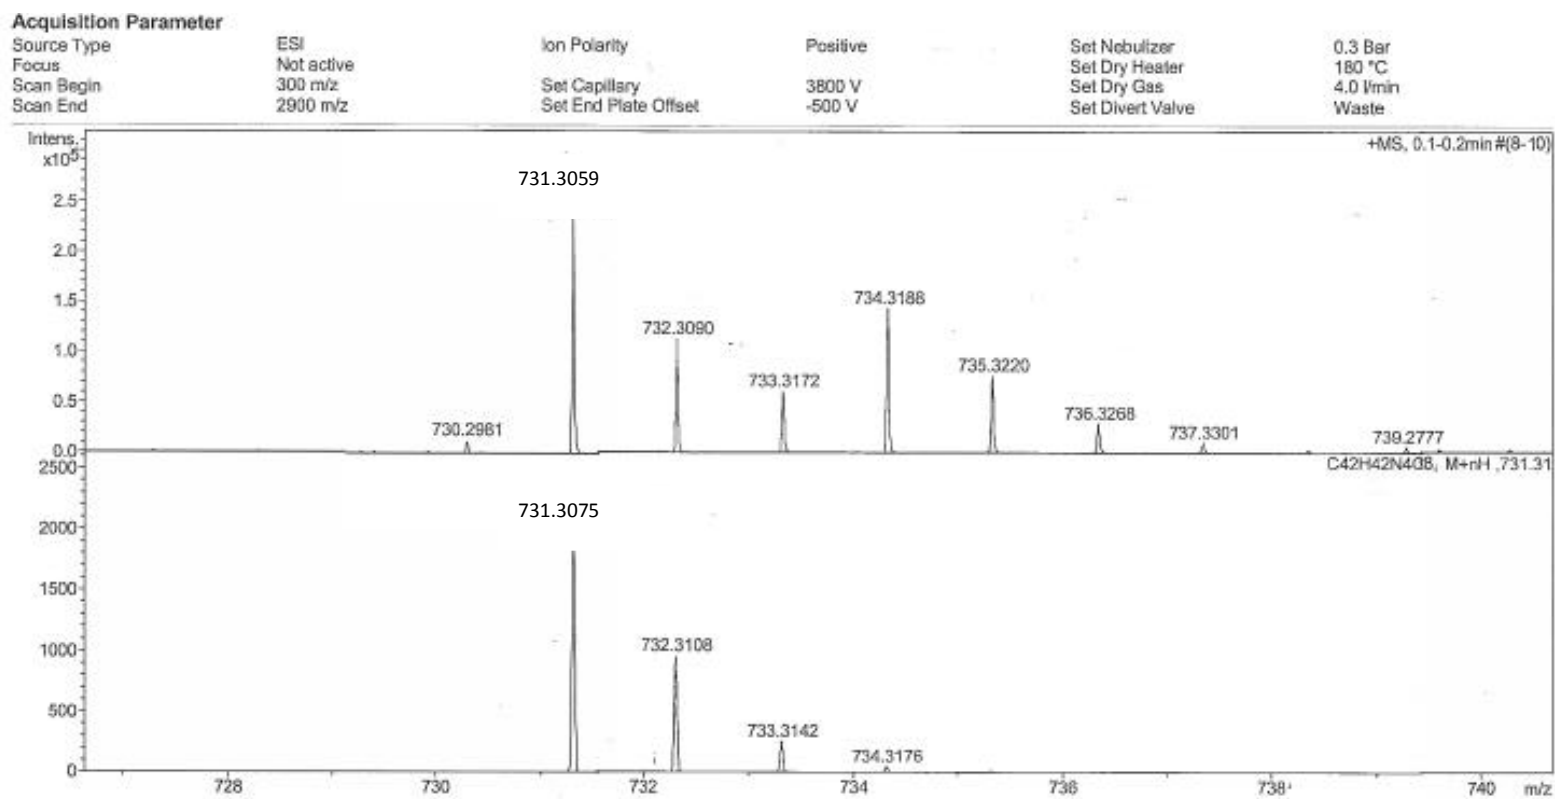 Acquisition Parameter
Source Type ESI Ion Polarity Positive Set Nebulizer 0.3 Bar
Focus Not active Set Dry Heater 180 °C
Scan Begin 300 m/z Set Capillary 3800 V Set Dry Gas 4.0 l/min
Scan End 2900 m/z Set End Plate Offset -500 V Set Divert Valve Waste
Intens.
x10⁵
+MS, 0.1-0.2min #(8-10)
731.3059
2.5
2.0
1.5
734.3188
732.3090
1.0
735.3220
733.3172
0.5
736.3268
730.2981
737.3301
739.2777
0.0
2500
C42H42N4O8, M+nH ,731.31
731.3075
2000
1500
1000
732.3108
500
733.3142
734.3176
0
728 730 732 734 736 738 740 m/z